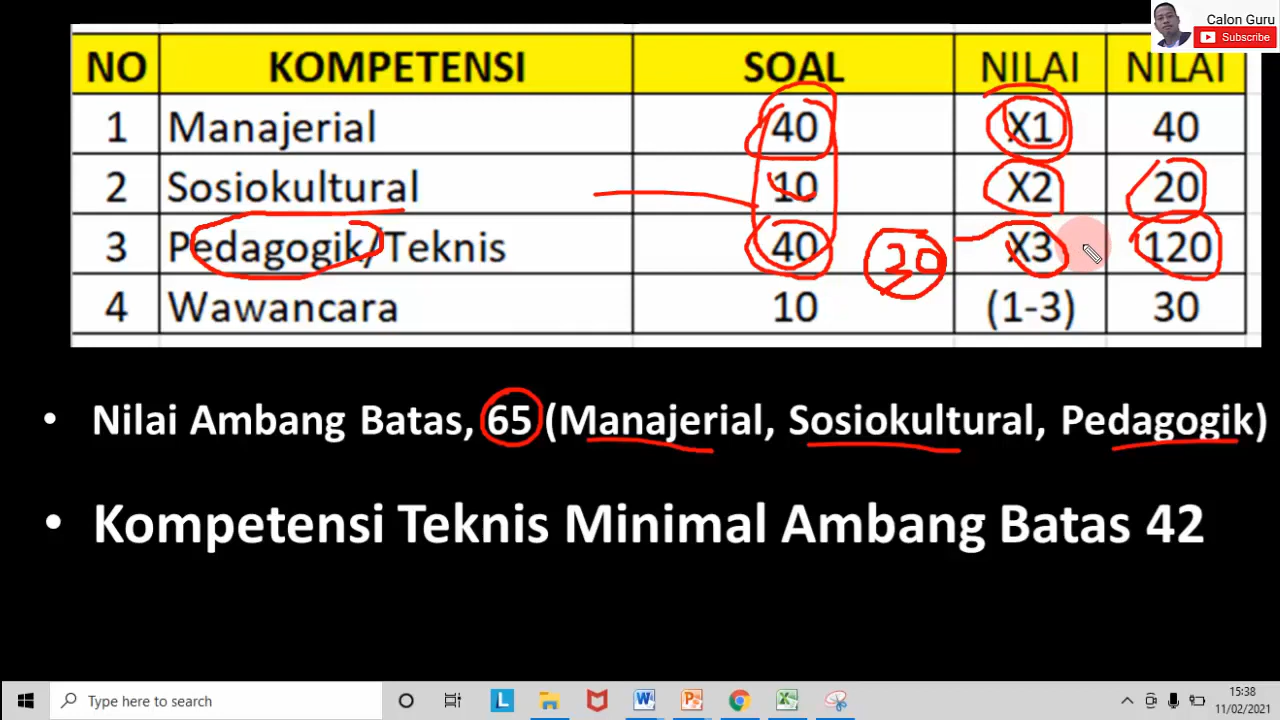 Calon Guru
Subscribe
NO KOMPETENSI SOAL NILAI NILAI
1 Manajerial 40 X1 40
2 Sosiokultural 10 X2 20
3 Pedagogik/Teknis 40 20 X3 120
4 Wawancara 10 (1-3) 30
• Nilai Ambang Batas, 65 (Manajerial, Sosiokultural, Pedagogik)
• Kompetensi Teknis Minimal Ambang Batas 42
Type here to search
15:38
11/02/2021